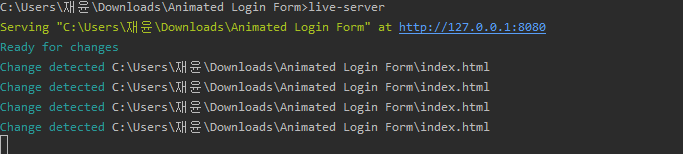 C:\Users\재윤\Downloads\Animated Login Form>live-server
Serving "C:\Users\재윤\Downloads\Animated Login Form" at http://127.0.0.1:8080
Ready for changes
Change detected C:\Users\재윤\Downloads\Animated Login Form\index.html
Change detected C:\Users\재윤\Downloads\Animated Login Form\index.html
Change detected C:\Users\재윤\Downloads\Animated Login Form\index.html
Change detected C:\Users\재윤\Downloads\Animated Login Form\index.html